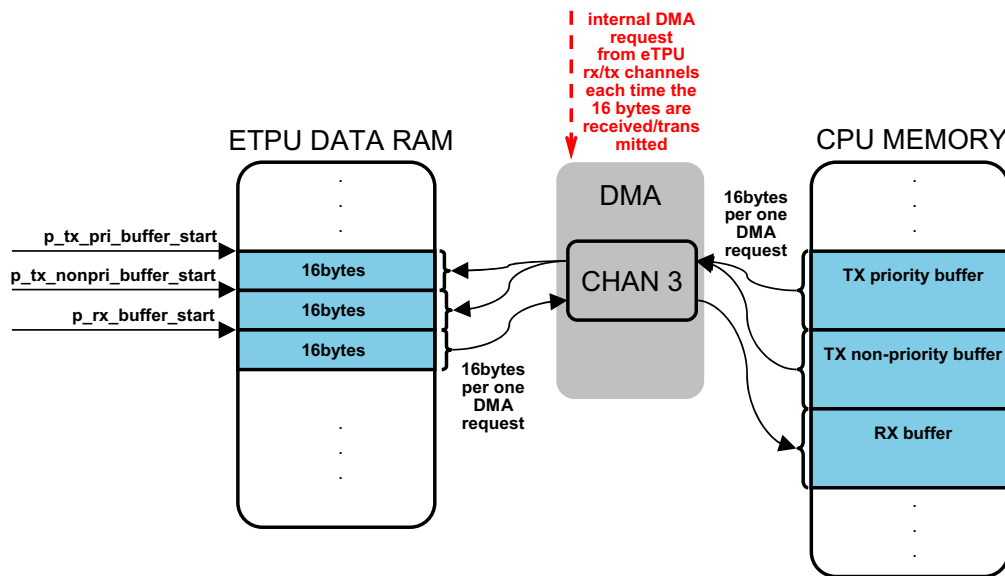 internal DMA
request
from eTPU
rx/tx channels
each time the
16 bytes are
received/trans
mitted
ETPU DATA RAM
CPU MEMORY
DMA
16bytes
per one
DMA
request
p_tx_pri_buffer_start
16bytes
CHAN 3
TX priority buffer
p_tx_nonpri_buffer_start
16bytes
p_rx_buffer_start
16bytes
TX non-priority buffer
16bytes
per one
DMA
request
RX buffer